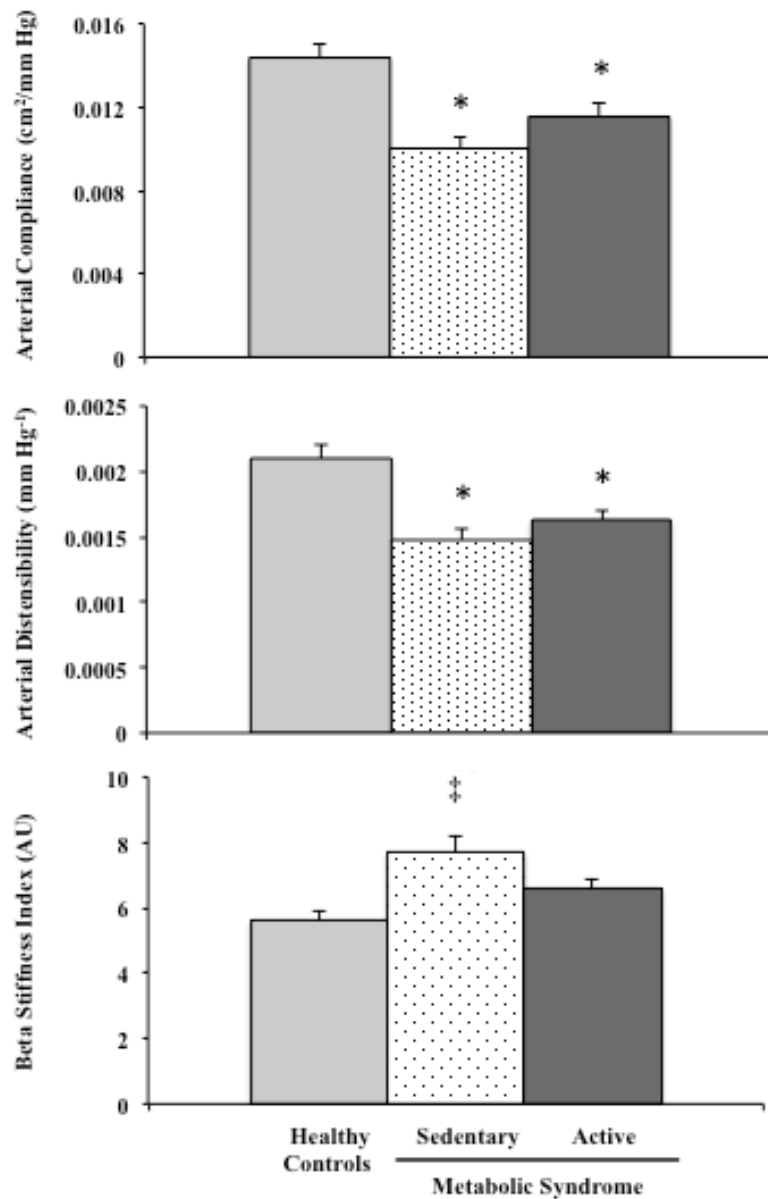 Arterial Compliance (cm²/mm Hg)
0.016
0.012
0.008
0.004
0
*
*
Arterial Distensibility (mm Hg⁻¹)
0.0025
0.002
0.0015
0.001
0.0005
0
*
*
Beta Stiffness Index (AU)
10
8
6
4
2
0
‡
Healthy
Controls
Sedentary
Active
Metabolic Syndrome